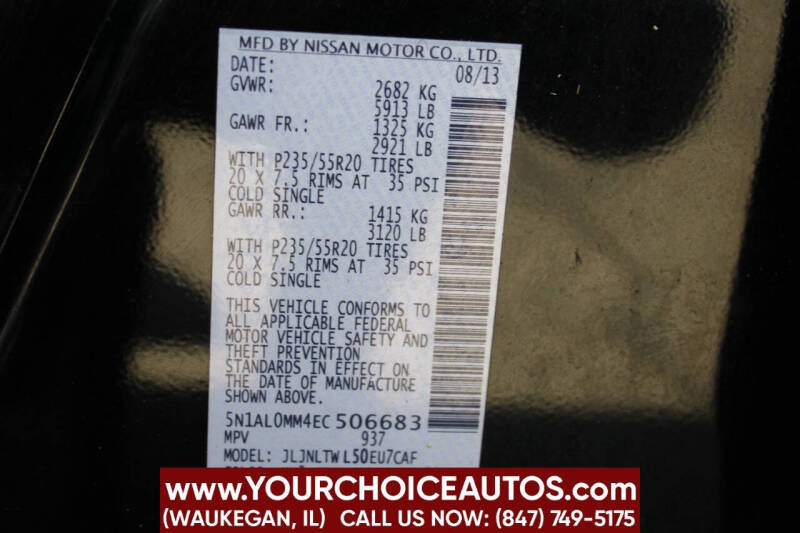 MFD BY NISSAN MOTOR CO., LTD.
DATE: 08/13
GVWR: 2682 KG
5913 LB
GAWR FR.: 1325 KG
2921 LB
WITH P235/55R20 TIRES
20 X 7.5 RIMS AT 35 PSI
COLD SINGLE
GAWR RR.: 1415 KG
3120 LB
WITH P235/55R20 TIRES
20 X 7.5 RIMS AT 35 PSI
COLD SINGLE
THIS VEHICLE CONFORMS TO
ALL APPLICABLE FEDERAL
MOTOR VEHICLE SAFETY AND
THEFT PREVENTION
STANDARDS IN EFFECT ON
THE DATE OF MANUFACTURE
SHOWN ABOVE.
5N1AL0MM4EC506683
MPV 937
MODEL: JLJNLTWL50EU7CAF
WWW.YOURCHOICEAUTOS.COM
(WAUKEGAN, IL) CALL US NOW: (847) 749-5175